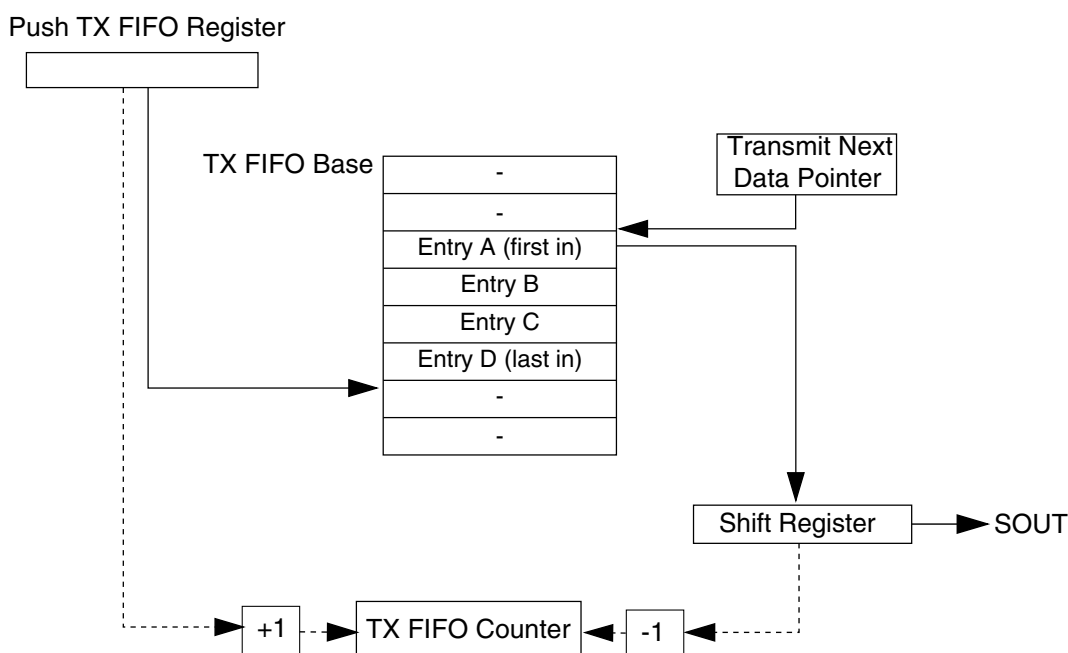 Push TX FIFO Register
TX FIFO Base
Transmit Next
Data Pointer
-
-
Entry A (first in)
Entry B
Entry C
Entry D (last in)
-
-
Shift Register
SOUT
+1
TX FIFO Counter
-1